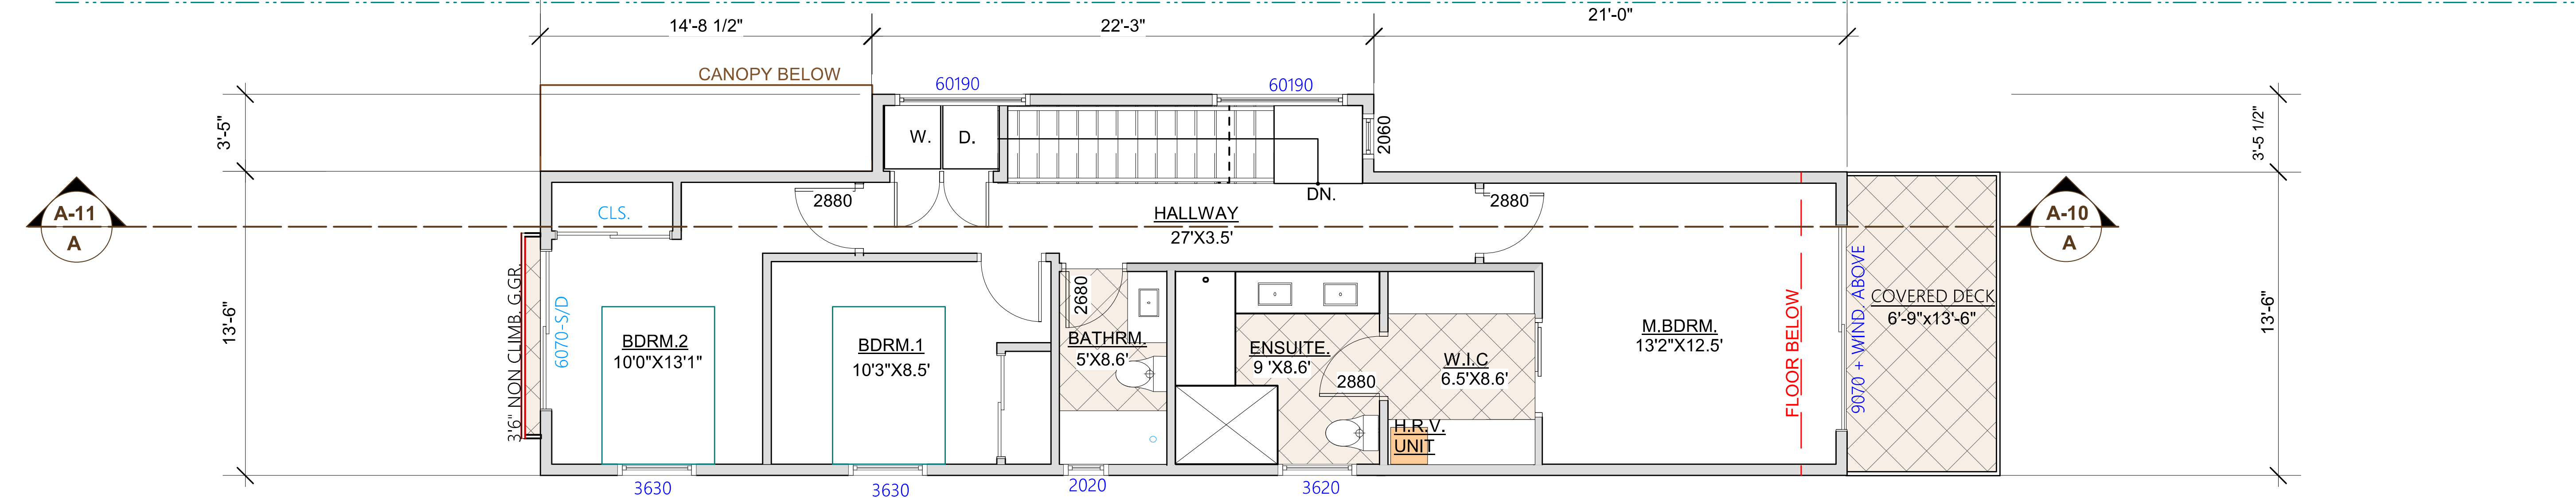 14'-8 1/2"
22'-3"
21'-0"
CANOPY BELOW
60190
60190
3'-5"
W.
D.
2060
3'-5 1/2"
DN.
2880
2880
CLS.
HALLWAY
27'X3.5'
A-11
A
A-10
A
13'-6"
3'6" NON CLIMB. G.GR.
6070-S/D
BDRM.2
10'0"X13'1"
BDRM.1
10'3"X8.5'
2680
BATHRM.
5'X8.6'
ENSUITE.
9 'X8.6'
2880
W.I.C
6.5'X8.6'
H.R.V.
UNIT
M.BDRM.
13'2"X12.5'
FLOOR BELOW
9070 + WIND. ABOVE
COVERED DECK
6'-9"x13'-6"
13'-6"
3630
3630
2020
3620